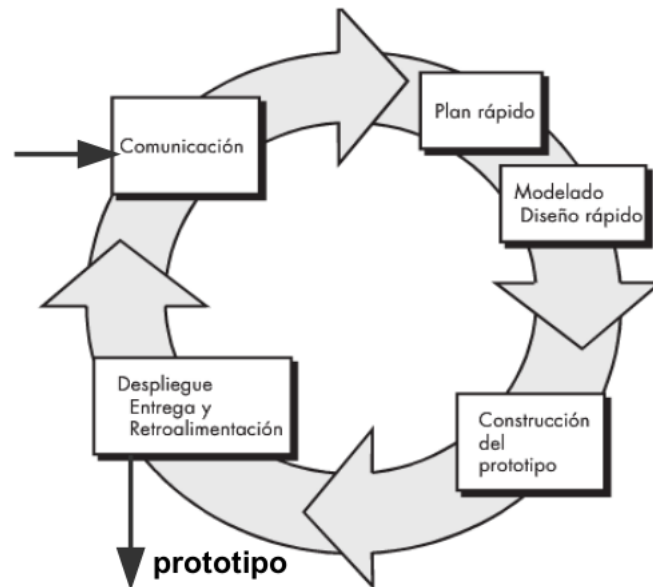 Comunicación
Plan rápido
Modelado
Diseño rápido
Construcción
del
prototipo
Despliegue
Entrega y
Retroalimentación
prototipo